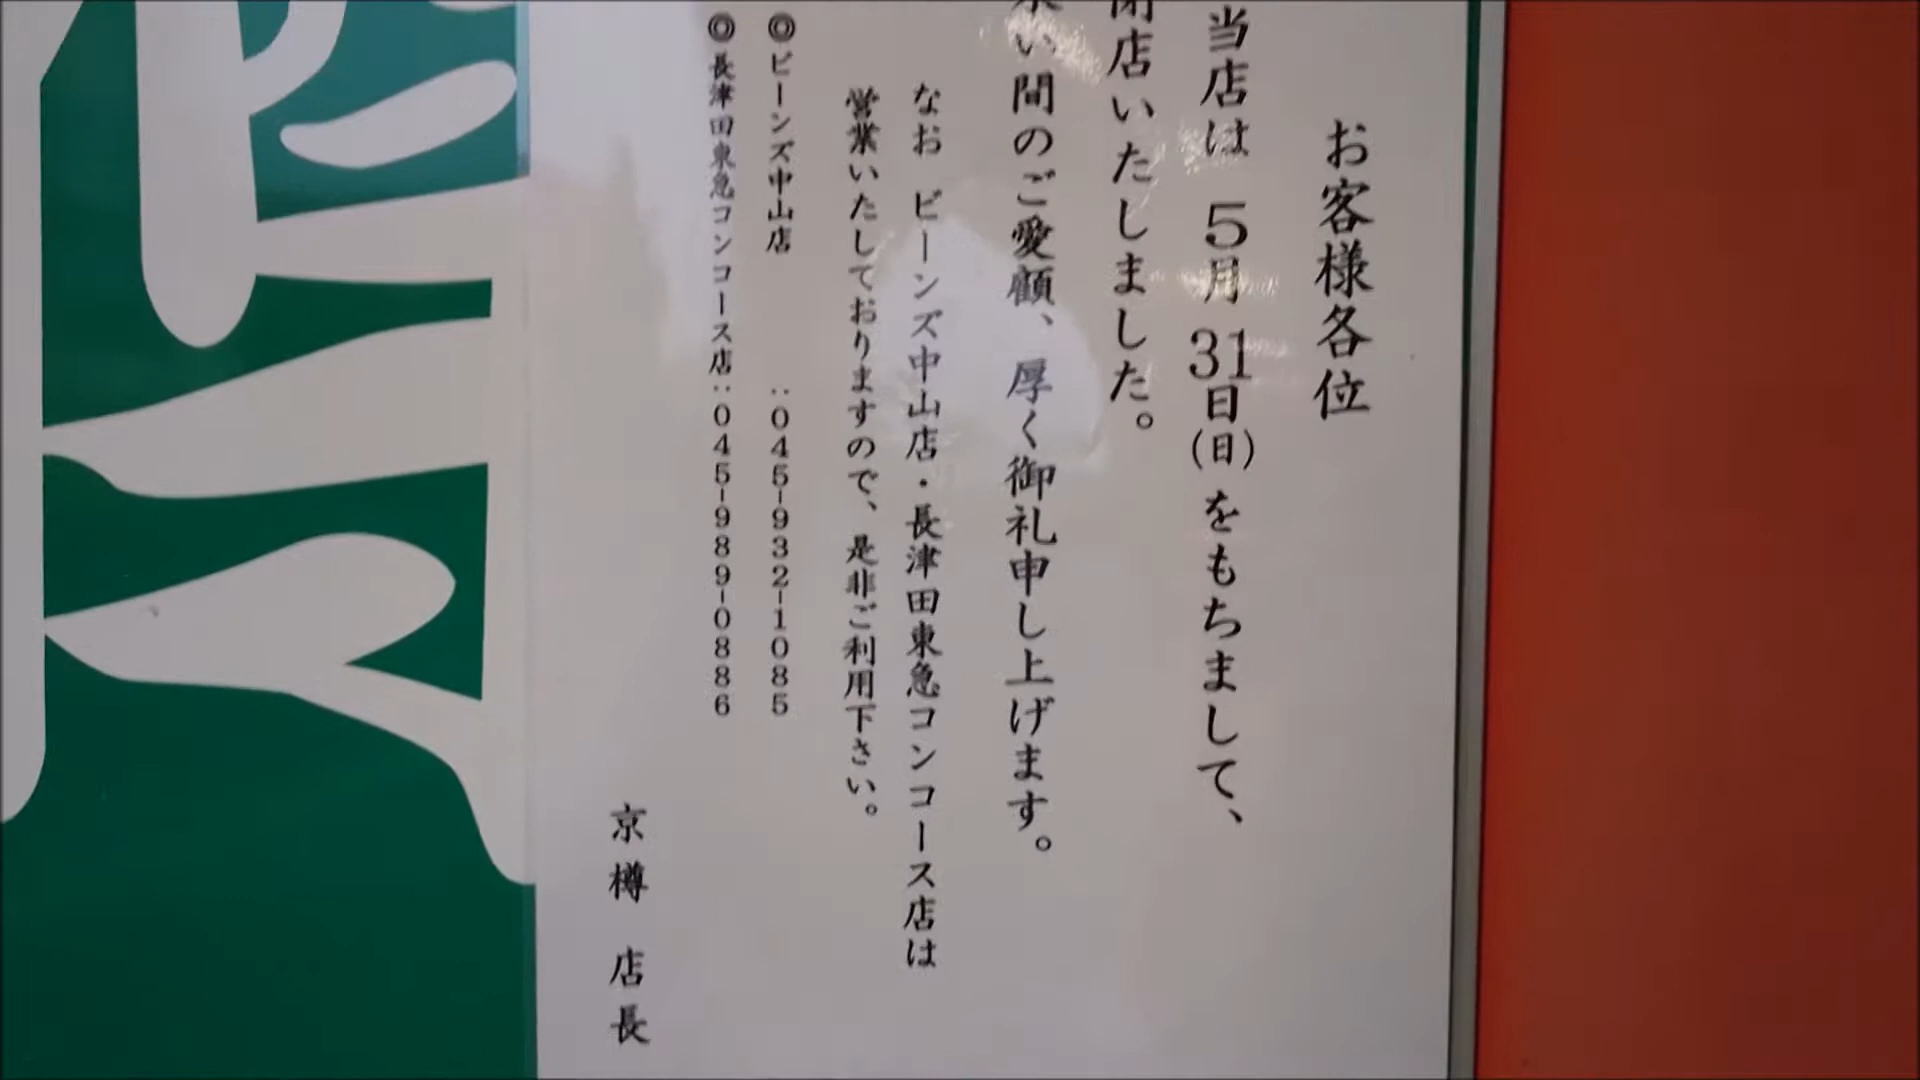 お客様各位
当店は 5月31日(日)をもちまして、
閉店いたしました。
永い間のご愛顧、厚く御礼申し上げます。
なお ビーンズ中山店・長津田東急コンコース店は
営業いたしておりますので、是非ご利用下さい。
◎ビーンズ中山店 :045-932-1085
◎長津田東急コンコース店:045-989-0886
京樽 店長